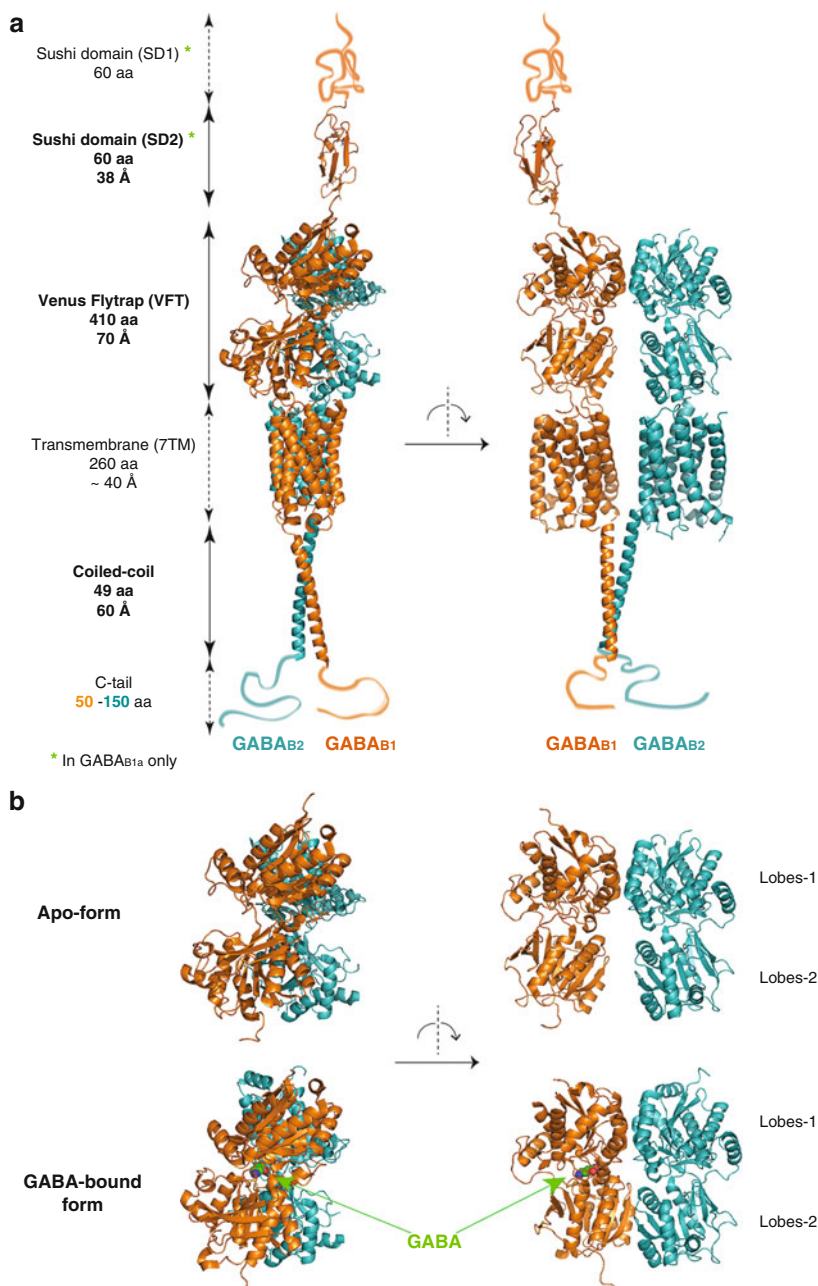 a
Sushi domain (SD1) *
60 aa
Sushi domain (SD2) *
60 aa
38 Å
Venus Flytrap (VFT)
410 aa
70 Å
Transmembrane (7TM)
260 aa
~ 40 Å
Coiled-coil
49 aa
60 Å
C-tail
50 -150 aa
GABAB2 GABAB1
GABAB1 GABAB2
* In GABAB1a only
b
Apo-form
Lobes-1
Lobes-2
GABA-bound
form
GABA
Lobes-1
Lobes-2